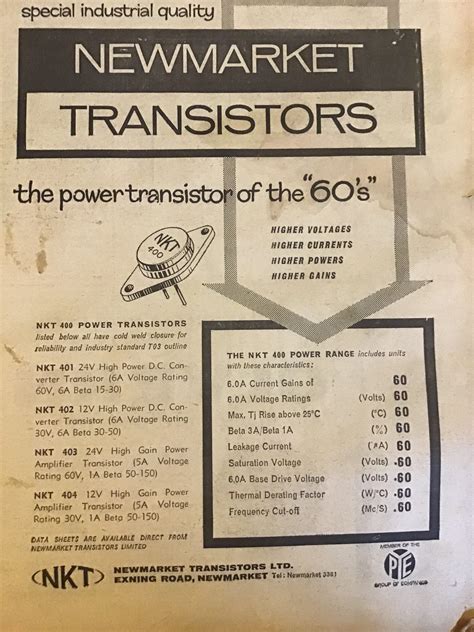 special industrial quality
NEWMARKET
TRANSISTORS
the power transistor of the "60's"
HIGHER VOLTAGES
HIGHER CURRENTS
HIGHER POWERS
HIGHER GAINS
NKT
400
NKT 400 POWER TRANSISTORS
listed below all have cold weld closure for
reliability and industry standard T03 outline
NKT 401 24V High Power D.C. Con-
verter Transistor (6A Voltage Rating
60V, 6A Beta 15-30)
NKT 402 12V High Power D.C. Con-
verter Transistor (6A Voltage Rating
30V, 6A Beta 30-50)
NKT 403 24V High Gain Power
Amplifier Transistor (5A Voltage
Rating 60V, 1A Beta 50-150)
NKT 404 12V High Gain Power
Amplifier Transistor (5A Voltage
Rating 30V, 1A Beta 50-150)
DATA SHEETS ARE AVAILABLE DIRECT FROM
NEWMARKET TRANSISTORS LIMITED
THE NKT 400 POWER RANGE includes units
with these characteristics:
6.0A Current Gains of 60
6.0A Voltage Ratings (Volts) 60
Max. Tj Rise above 25°C (°C) 60
Beta 3A/Beta 1A (%) 60
Leakage Current (µA) 60
Saturation Voltage (Volts) ·60
6.0A Base Drive Voltage (Volts) ·60
Thermal Derating Factor (W/°C) ·60
Frequency Cut-off (Mc/S) ·60
NKT
NEWMARKET TRANSISTORS LTD.
EXNING ROAD, NEWMARKET Tel: Newmarket 3381
MEMBER OF THE
PYE
GROUP OF COMPANIES